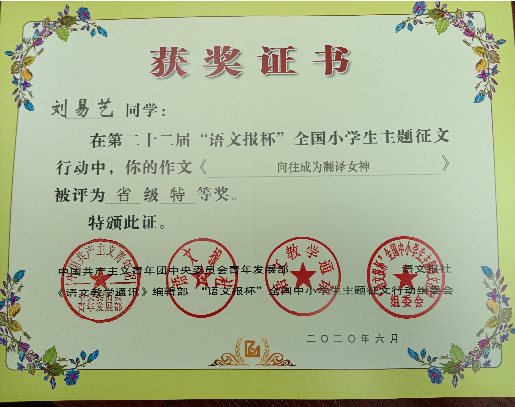 获奖证书
刘易艺 同学：
在第二十二届“语文报杯”全国小学生主题征文
行动中，你的作文《 向往成为翻译女神 》
被评为 省级特 等奖。
特颁此证。
中国共产主义青年团中央委员会青年发展部 语文报社
《语文教学通讯》编辑部 “语文报杯”全国中小学生主题征文行动组委会
二〇二〇年六月